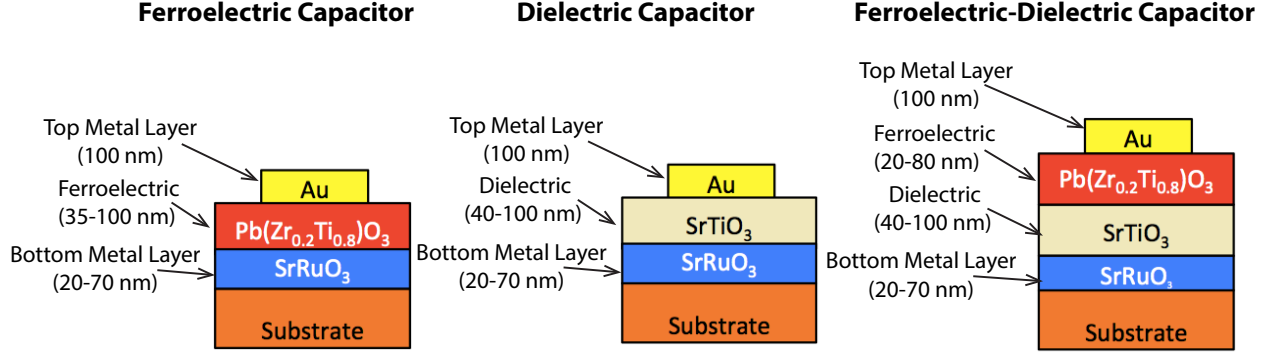 Ferroelectric Capacitor
Top Metal Layer
(100 nm)
Ferroelectric
(35-100 nm)
Bottom Metal Layer
(20-70 nm)
Au
Pb(Zr₀.₂Ti₀.₈)O₃
SrRuO₃
Substrate
Dielectric Capacitor
Top Metal Layer
(100 nm)
Dielectric
(40-100 nm)
Bottom Metal Layer
(20-70 nm)
Au
SrTiO₃
SrRuO₃
Substrate
Ferroelectric-Dielectric Capacitor
Top Metal Layer
(100 nm)
Ferroelectric
(20-80 nm)
Dielectric
(40-100 nm)
Bottom Metal Layer
(20-70 nm)
Au
Pb(Zr₀.₂Ti₀.₈)O₃
SrTiO₃
SrRuO₃
Substrate